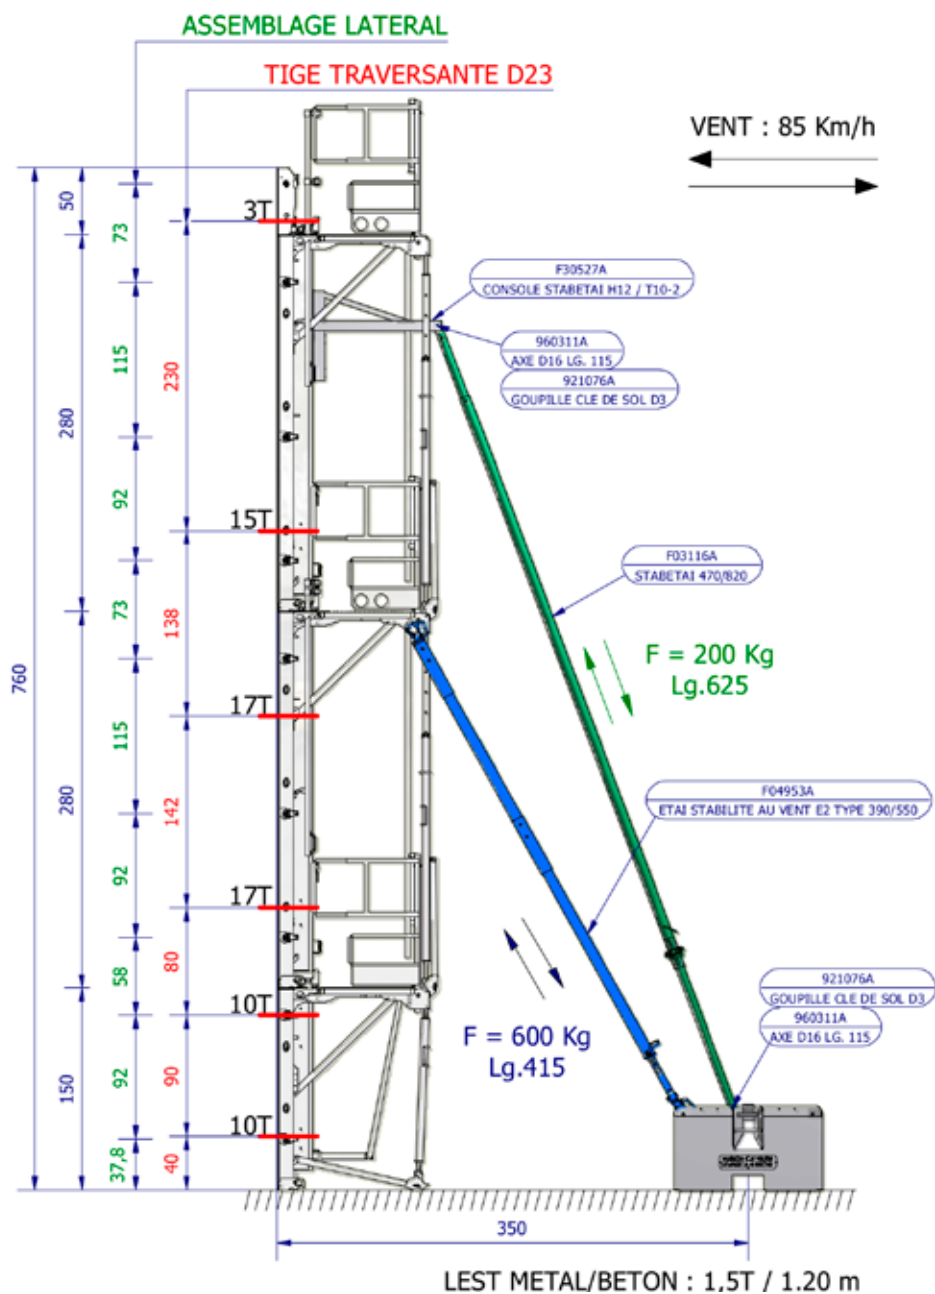 ASSEMBLAGE LATERAL
TIGE TRAVERSANTE D23
VENT : 85 Km/h
50
3T
73
F30527A
CONSOLE STABETAI H12 / T10-2
960311A
AXE D16 LG. 115
115
230
921076A
GOUPILLE CLE DE SOL D3
280
92
15T
F03116A
STABETAI 470/820
73
138
F = 200 Kg
Lg.625
760
17T
115
F04953A
ETAI STABILITE AU VENT E2 TYPE 390/550
142
280
92
17T
80
58
921076A
GOUPILLE CLE DE SOL D3
960311A
AXE D16 LG. 115
10T
F = 600 Kg
Lg.415
92
90
150
10T
37,8
40
350
LEST METAL/BETON : 1,5T / 1.20 m